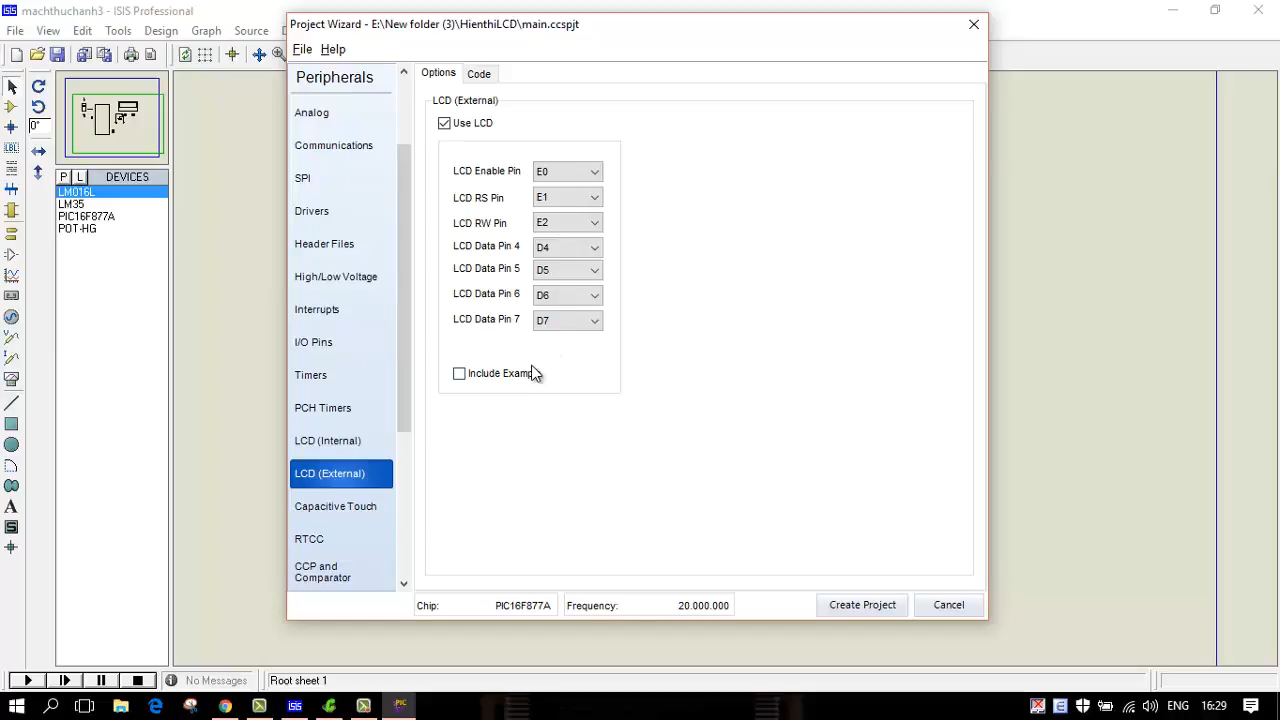 machthuchanh3 - ISIS Professional
File View Edit Tools Design Graph Source
Project Wizard - E:\New folder (3)\HienthiLCD\main.ccspjt
File Help
Peripherals
Analog
Communications
SPI
Drivers
Header Files
High/Low Voltage
Interrupts
I/O Pins
Timers
PCH Timers
LCD (Internal)
LCD (External)
Capacitive Touch
RTCC
CCP and
Comparator
Options Code
LCD (External)
Use LCD
LCD Enable Pin E0
LCD RS Pin E1
LCD RW Pin E2
LCD Data Pin 4 D4
LCD Data Pin 5 D5
LCD Data Pin 6 D6
LCD Data Pin 7 D7
Include
Chip: PIC16F877A Frequency: 20.000.000 Create Project Cancel
0°
P L DEVICES
LM016L
LM35
PIC16F877A
POT-HG
No Messages Root sheet 1
ENG 16:26